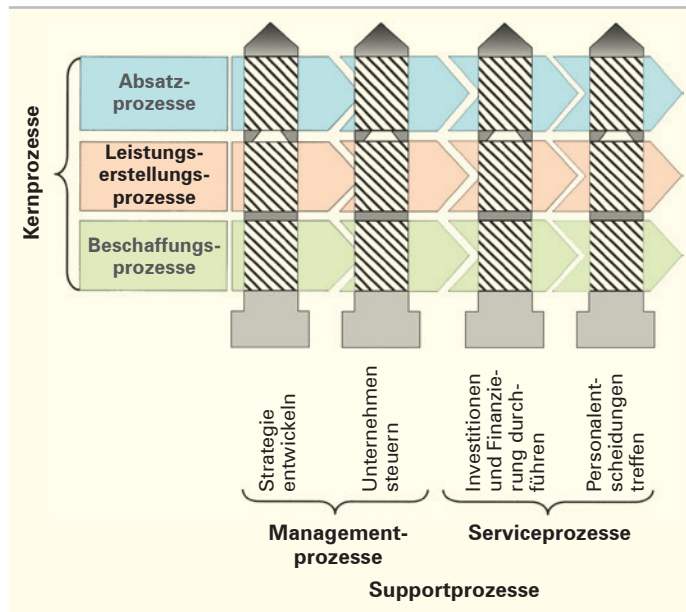 Kernprozesse
Absatz-
prozesse
Leistungs-
erstellungs-
prozesse
Beschaffungs-
prozesse
Strategie
entwickeln
Unternehmen
steuern
Investitionen
und Finanzie-
rung durch-
führen
Personalent-
scheidungen
treffen
Management-
prozesse
Serviceprozesse
Supportprozesse